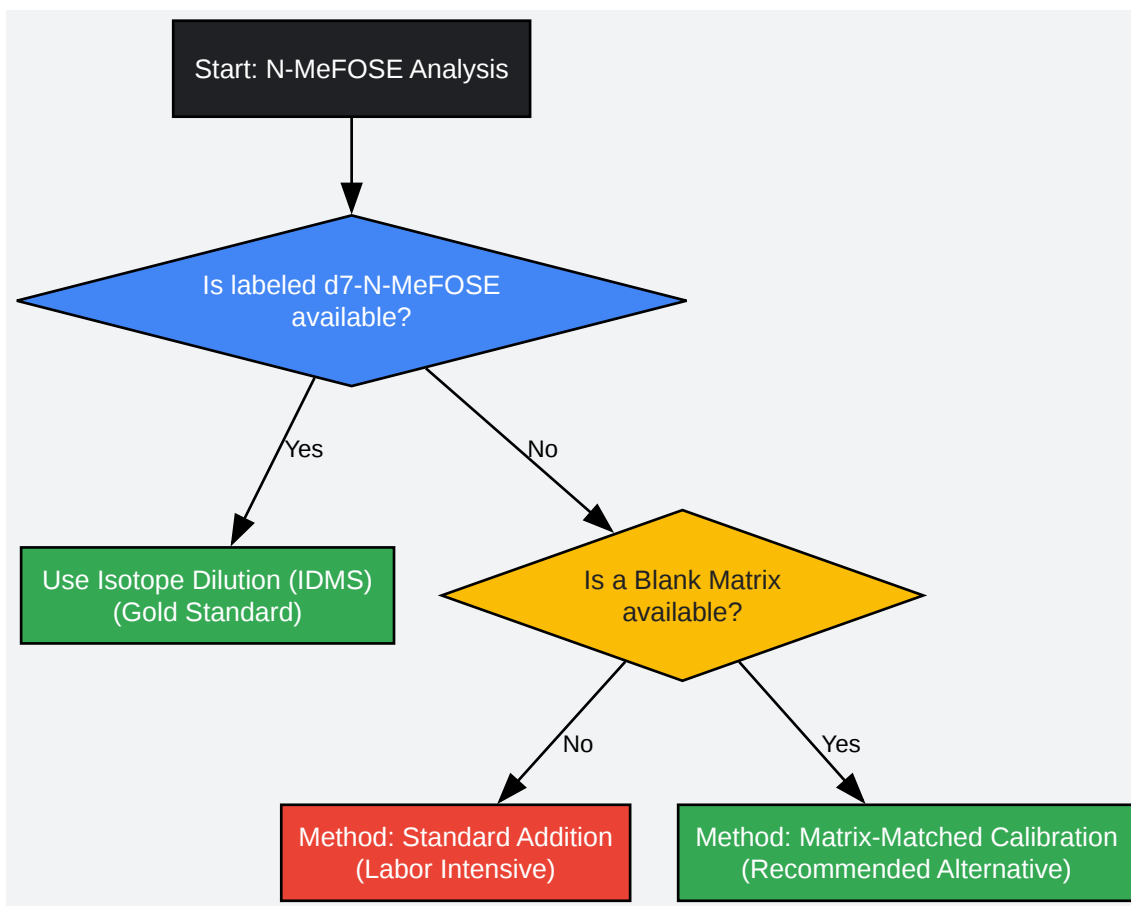 Start: N-MeFOSE Analysis
Is labeled d7-N-MeFOSE
available?
Yes
No
Use Isotope Dilution (IDMS)
(Gold Standard)
Is a Blank Matrix
available?
No
Yes
Method: Standard Addition
(Labor Intensive)
Method: Matrix-Matched Calibration
(Recommended Alternative)